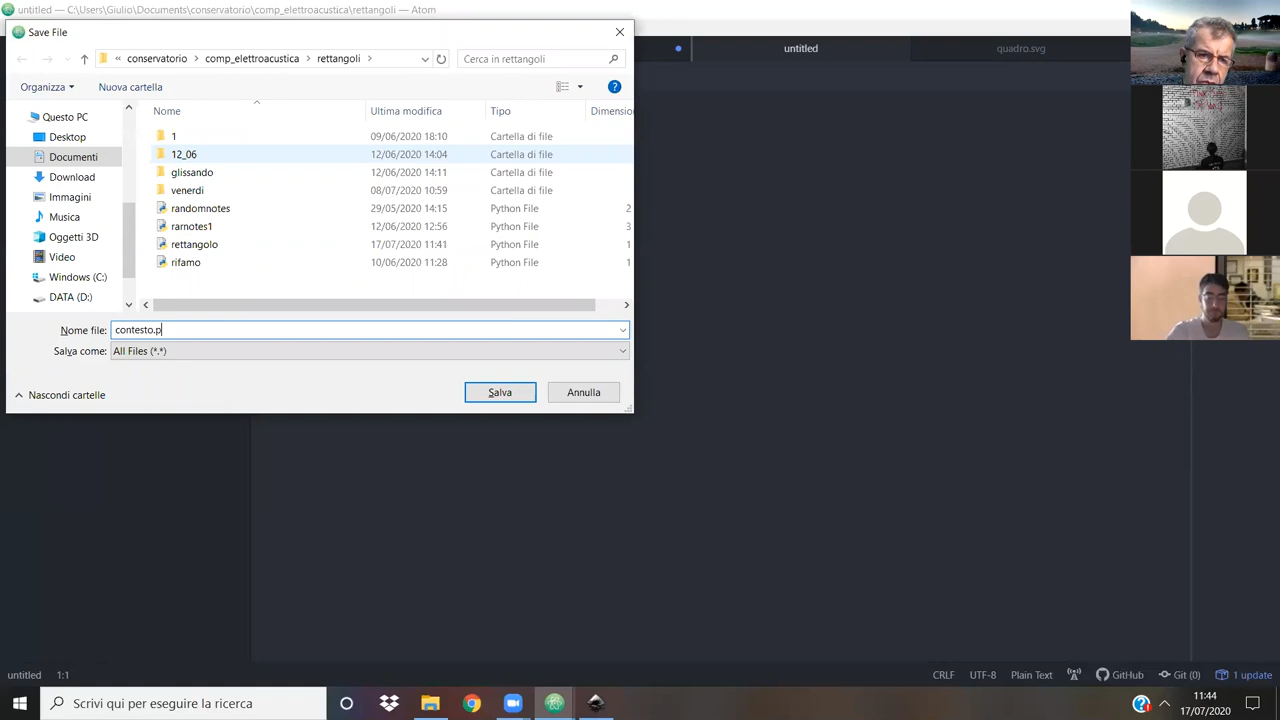 untitled — C:\Users\Giulio\Documents\conservatorio\comp_elettroacustica\rettangoli — Atom
Save File
untitled
quadro.svg
« conservatorio > comp_elettroacustica > rettangoli >
Cerca in rettangoli
Organizza
Nuova cartella
Nome
Ultima modifica
Tipo
Dimensio
Questo PC
Desktop
Documenti
Download
Immagini
Musica
Oggetti 3D
Video
Windows (C:)
DATA (D:)
1 09/06/2020 18:10 Cartella di file
12_06 12/06/2020 14:04 Cartella di file
glissando 12/06/2020 14:11 Cartella di file
venerdi 08/07/2020 10:59 Cartella di file
randomnotes 29/05/2020 14:15 Python File 2
rarnotes1 12/06/2020 12:56 Python File 3
rettangolo 17/07/2020 11:41 Python File 1
rifamo 10/06/2020 11:28 Python File 1
Nome file: contesto.p
Salva come: All Files (*.*)
Nascondi cartelle
Salva
Annulla
untitled 1:1
CRLF UTF-8 Plain Text GitHub Git (0) 1 update
Scrivi qui per eseguire la ricerca
11:44
17/07/2020